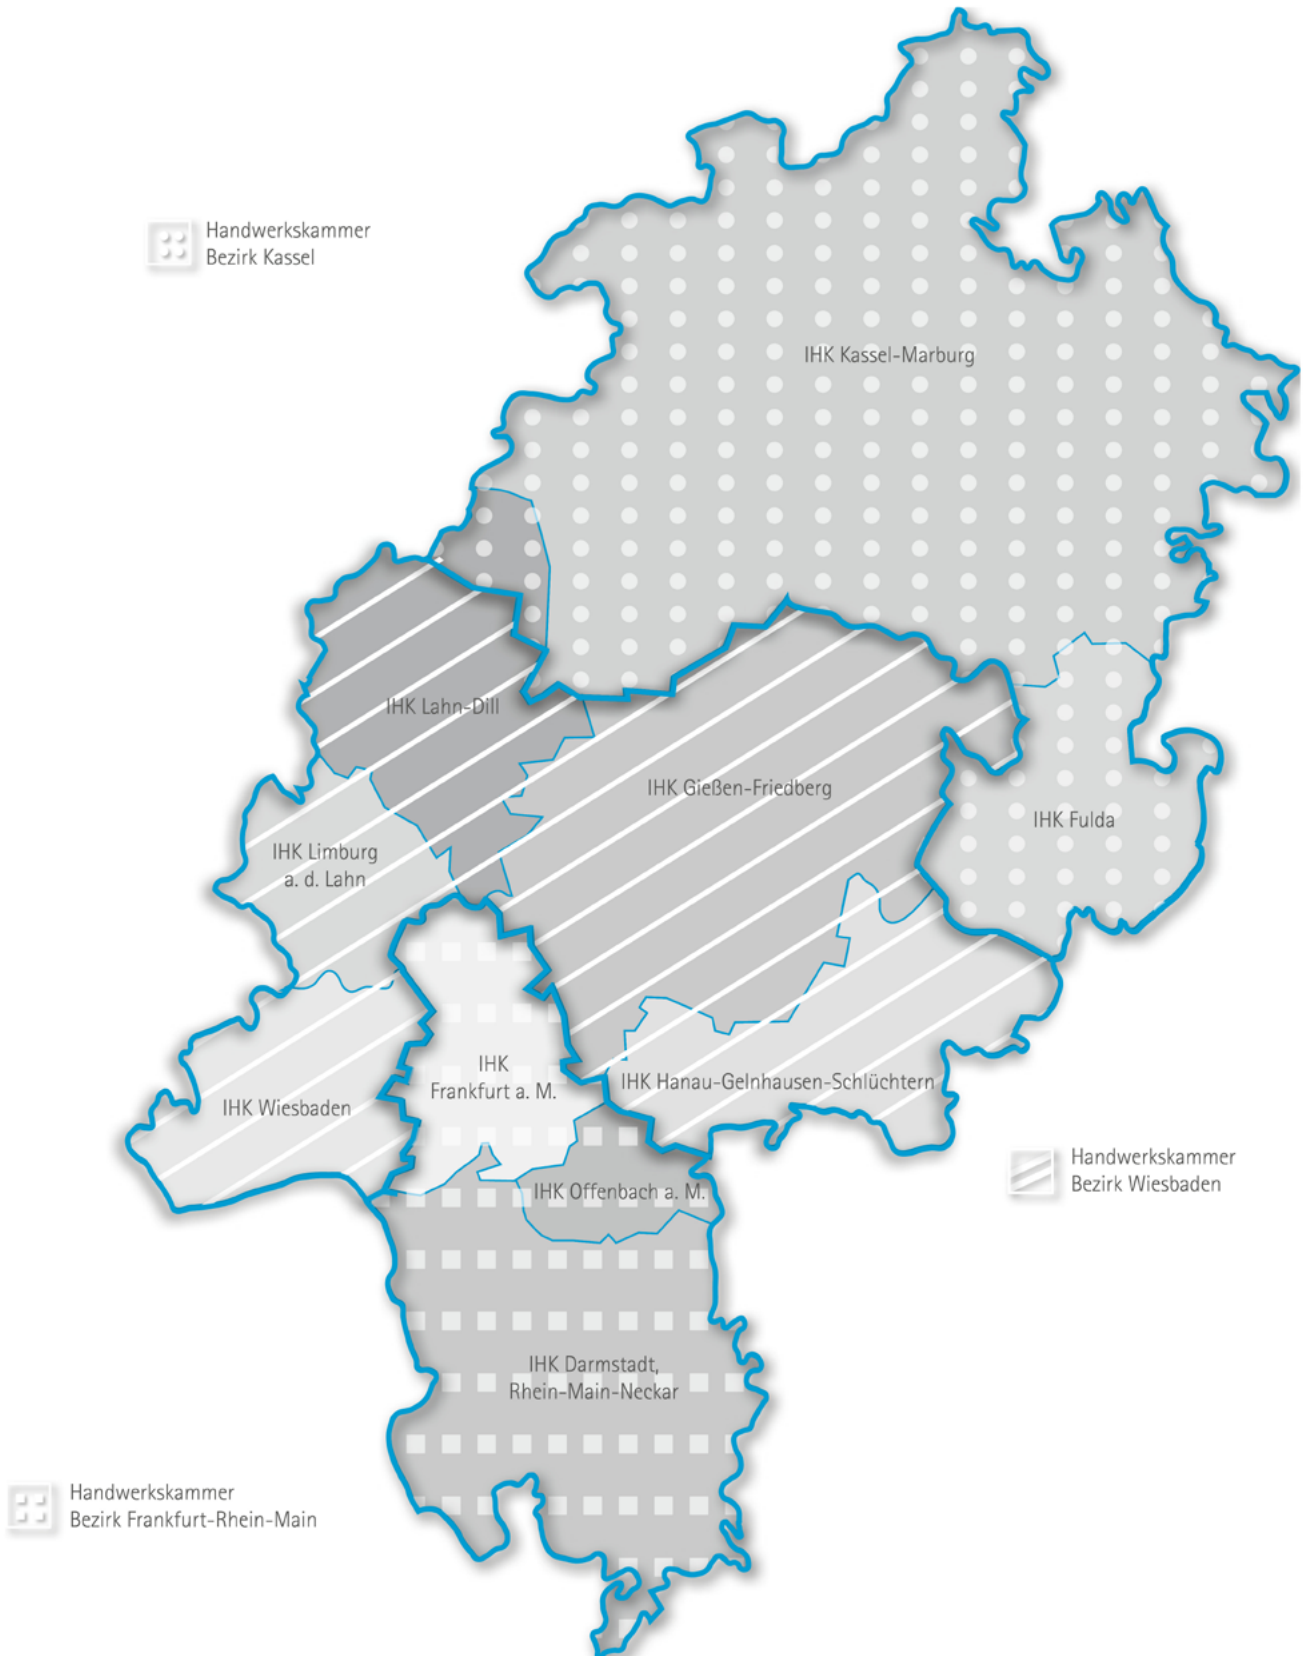 Handwerkskammer
Bezirk Kassel
IHK Kassel-Marburg
IHK Lahn-Dill
IHK Gießen-Friedberg
IHK Fulda
IHK Limburg
a. d. Lahn
IHK
Frankfurt a. M.
IHK Hanau-Gelnhausen-Schlüchtern
IHK Wiesbaden
Handwerkskammer
Bezirk Wiesbaden
IHK Offenbach a. M.
IHK Darmstadt,
Rhein-Main-Neckar
Handwerkskammer
Bezirk Frankfurt-Rhein-Main